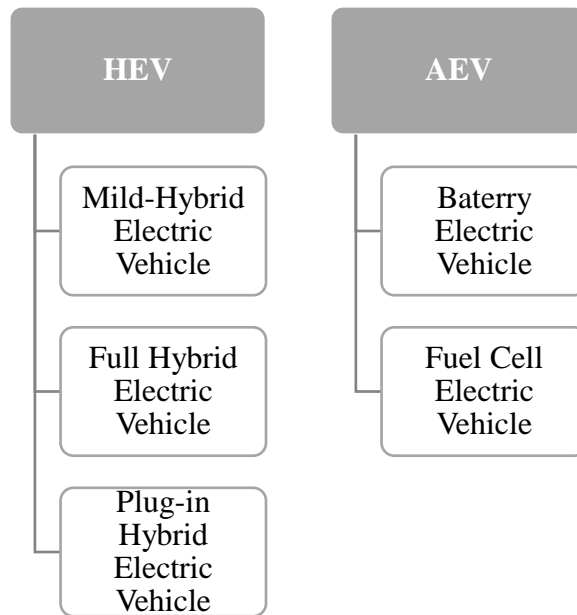 HEV
Mild-Hybrid
Electric
Vehicle
Full Hybrid
Electric
Vehicle
Plug-in
Hybrid
Electric
Vehicle
AEV
Baterry
Electric
Vehicle
Fuel Cell
Electric
Vehicle